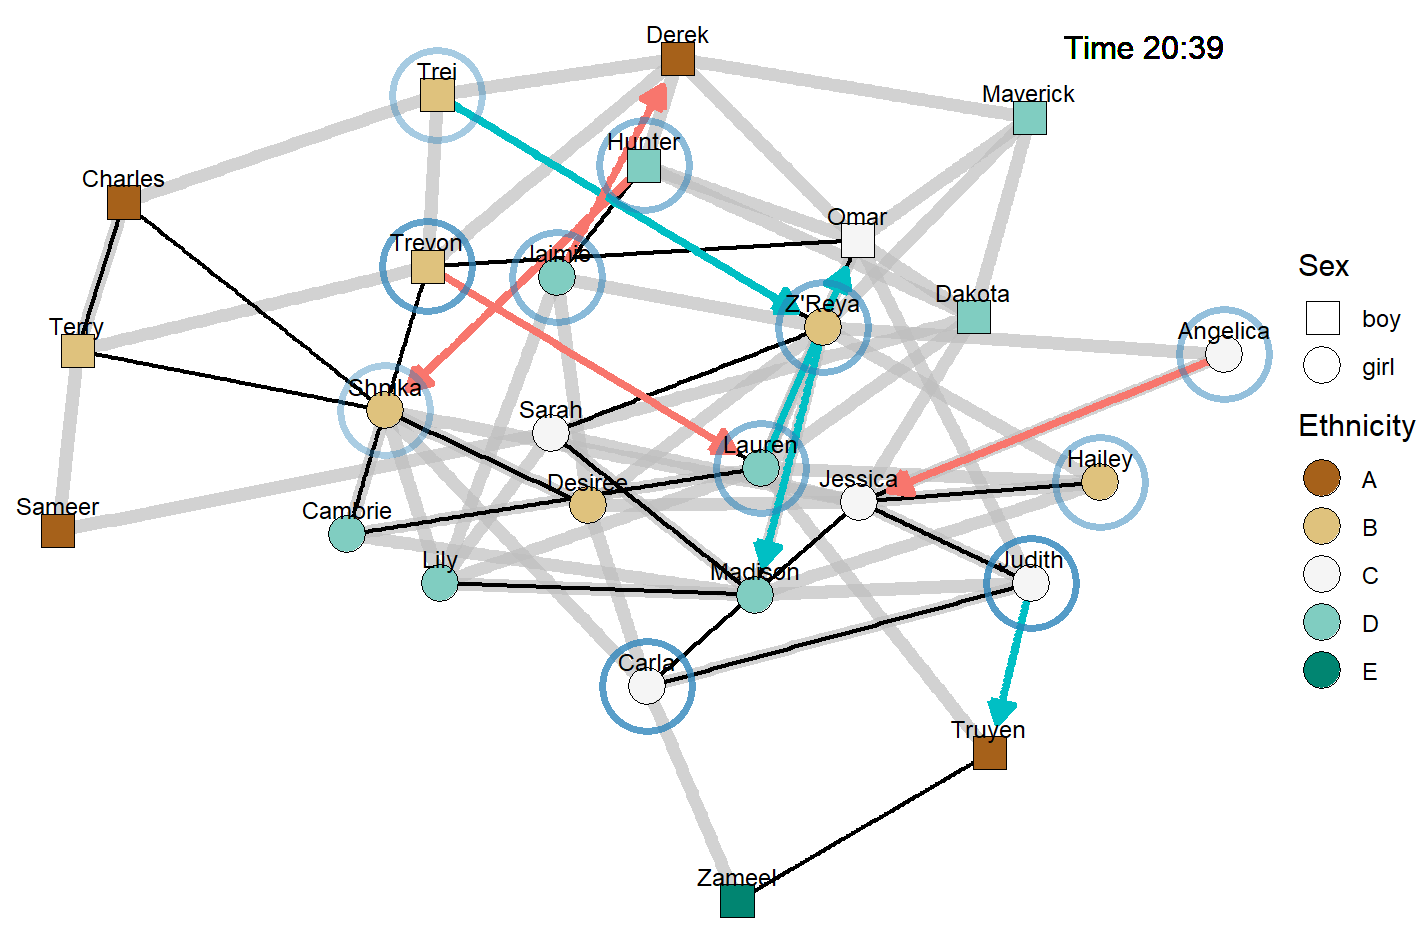 Derek
Time 20:39
Trei
Maverick
Hunter
Charles
Omar
Trevon
Jaimie
Sex
Dakota
Z'Reya
boy
Terry
Angelica
girl
Shnika
Sarah
Ethnicity
Lauren
Hailey
Jessica
A
Desiree
Sameer
Camorie
B
Lily
Judith
Madison
C
D
Carla
E
Truyen
Zameel